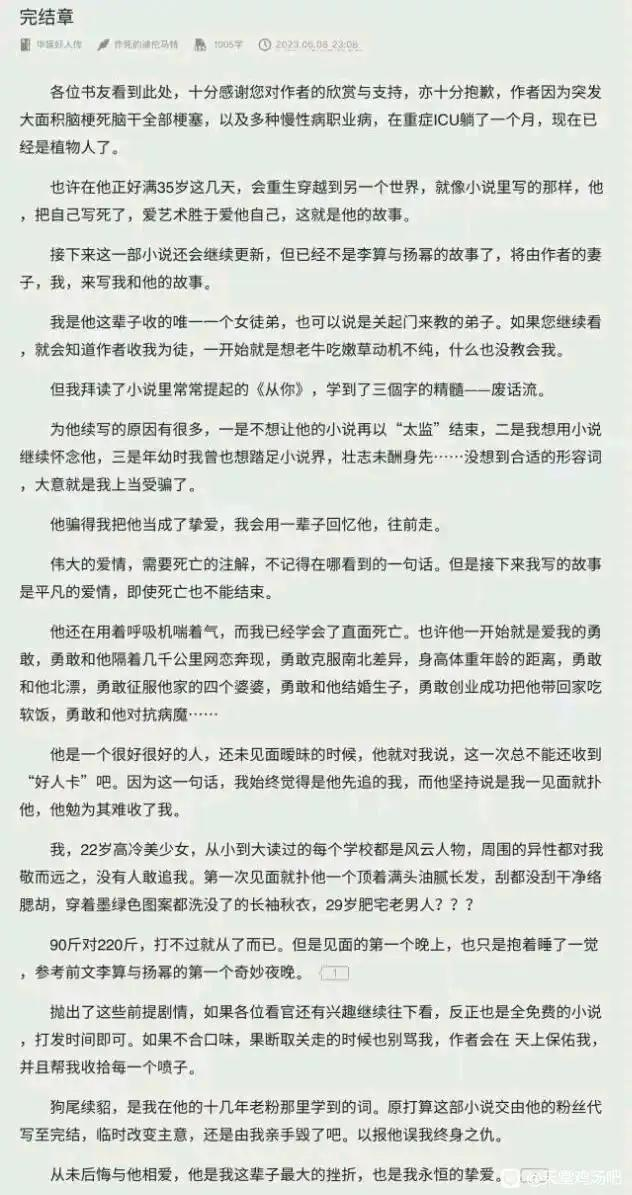 完结章
华娱好人传 作死的迪伦马特 1005字 2023.06.08 23:08
各位书友看到此处，十分感谢您对作者的欣赏与支持，亦十分抱歉，作者因为突发
大面积脑梗死脑干全部梗塞，以及多种慢性病职业病，在重症ICU躺了一个月，现在已
经是植物人了。
也许在他正好满35岁这几天，会重生穿越到另一个世界，就像小说里写的那样，他
，把自己写死了，爱艺术胜于爱他自己，这就是他的故事。
接下来这一部小说还会继续更新，但已经不是李算与扬幂的故事了，将由作者的妻
子，我，来写我和他的故事。
我是他这辈子收的唯一一个女徒弟，也可以说是关起门来教的弟子。如果您继续看
，就会知道作者收我为徒，一开始就是想老牛吃嫩草动机不纯，什么也没教会我。
但我拜读了小说里常常提起的《从你》，学到了三個字的精髓——废话流。
为他续写的原因有很多，一是不想让他的小说再以“太监”结束，二是我想用小说
继续怀念他，三是年幼时我曾也想踏足小说界，壮志未酬身先……没想到合适的形容词
，大意就是我上当受骗了。
他骗得我把他当成了挚爱，我会用一辈子回忆他，往前走。
伟大的爱情，需要死亡的注解，不记得在哪看到的一句话。但是接下来我写的故事
是平凡的爱情，即使死亡也不能结束。
他还在用着呼吸机喘着气，而我已经学会了直面死亡。也许他一开始就是爱我的勇
敢，勇敢和他隔着几千公里网恋奔现，勇敢克服南北差异，身高体重年龄的距离，勇敢
和他北漂，勇敢征服他家的四个婆婆，勇敢和他结婚生子，勇敢创业成功把他带回家吃
软饭，勇敢和他对抗病魔……
他是一个很好很好的人，还未见面暧昧的时候，他就对我说，这一次总不能还收到
“好人卡”吧。因为这一句话，我始终觉得是他先追的我，而他坚持说是我一见面就扑
他，他勉为其难收了我。
我，22岁高冷美少女，从小到大读过的每个学校都是风云人物，周围的异性都对我
敬而远之，没有人敢追我。第一次见面就扑他一个顶着满头油腻长发，刮都没刮干净络
腮胡，穿着墨绿色图案都洗没了的长袖秋衣，29岁肥宅老男人？？？
90斤对220斤，打不过就从了而已。但是见面的第一个晚上，也只是抱着睡了一觉
，参考前文李算与扬幂的第一个奇妙夜晚。 1
抛出了这些前提剧情，如果各位看官还有兴趣继续往下看，反正也是全免费的小说
，打发时间即可。如果不合口味，果断取关走的时候也别骂我，作者会在 天上保佑我，
并且帮我收拾每一个喷子。
狗尾续貂，是我在他的十几年老粉那里学到的词。原打算这部小说交由他的粉丝代
写至完结，临时改变主意，还是由我亲手毁了吧。以报他误我终身之仇。
从未后悔与他相爱，他是我这辈子最大的挫折，也是我永恒的挚爱。
@天堂鸡汤吧